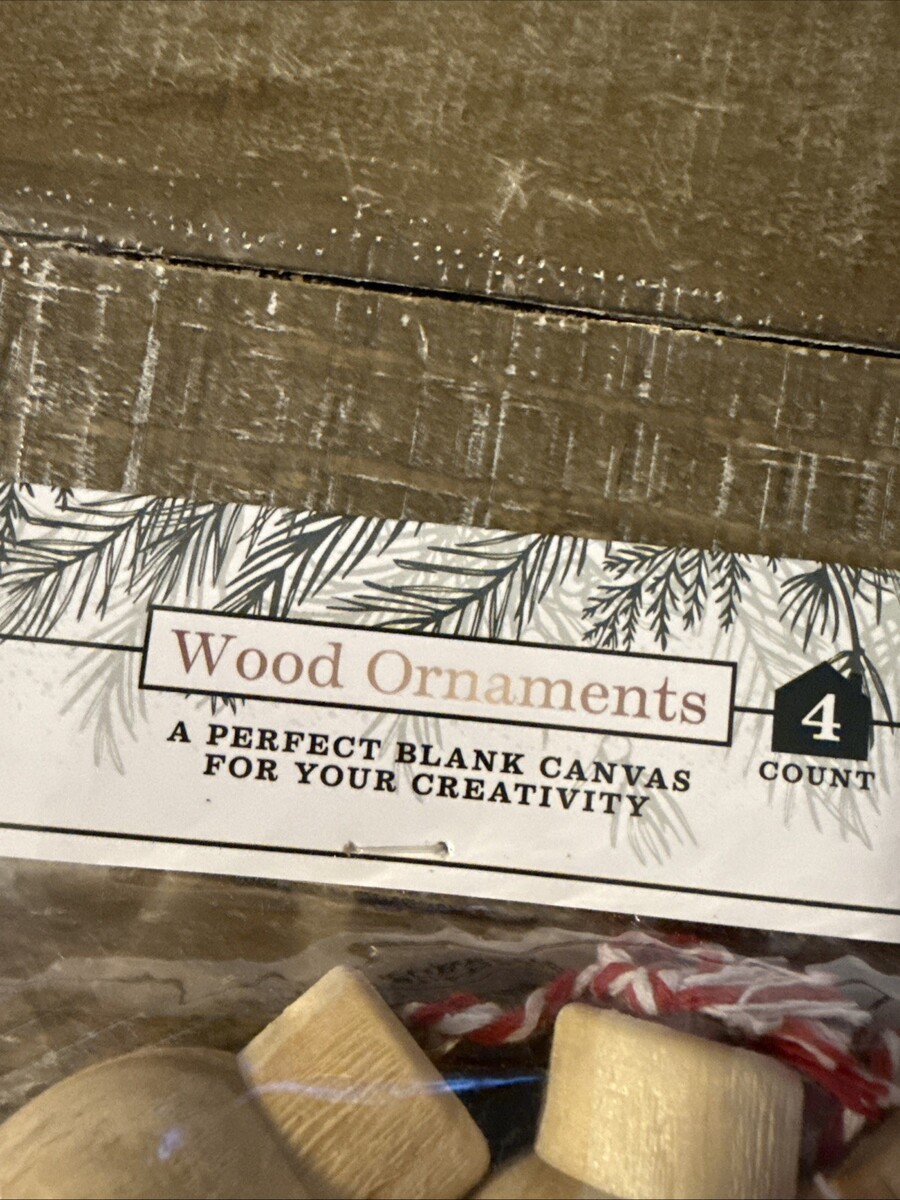 Wood Ornaments
A PERFECT BLANK CANVAS
FOR YOUR CREATIVITY
4
COUNT